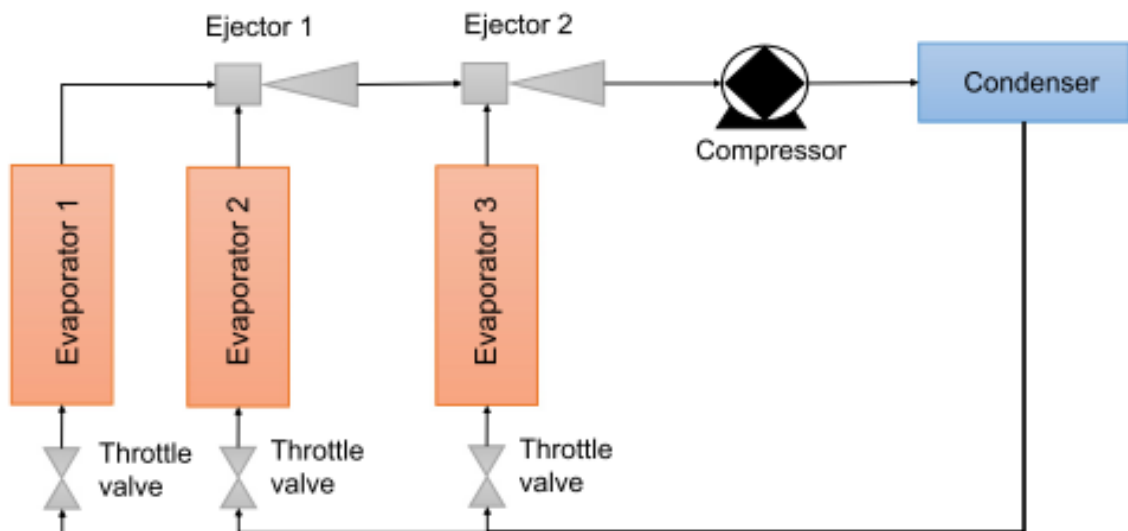 Ejector 1
Ejector 2
Condenser
Compressor
Evaporator 1
Evaporator 2
Evaporator 3
Throttle
valve
Throttle
valve
Throttle
valve